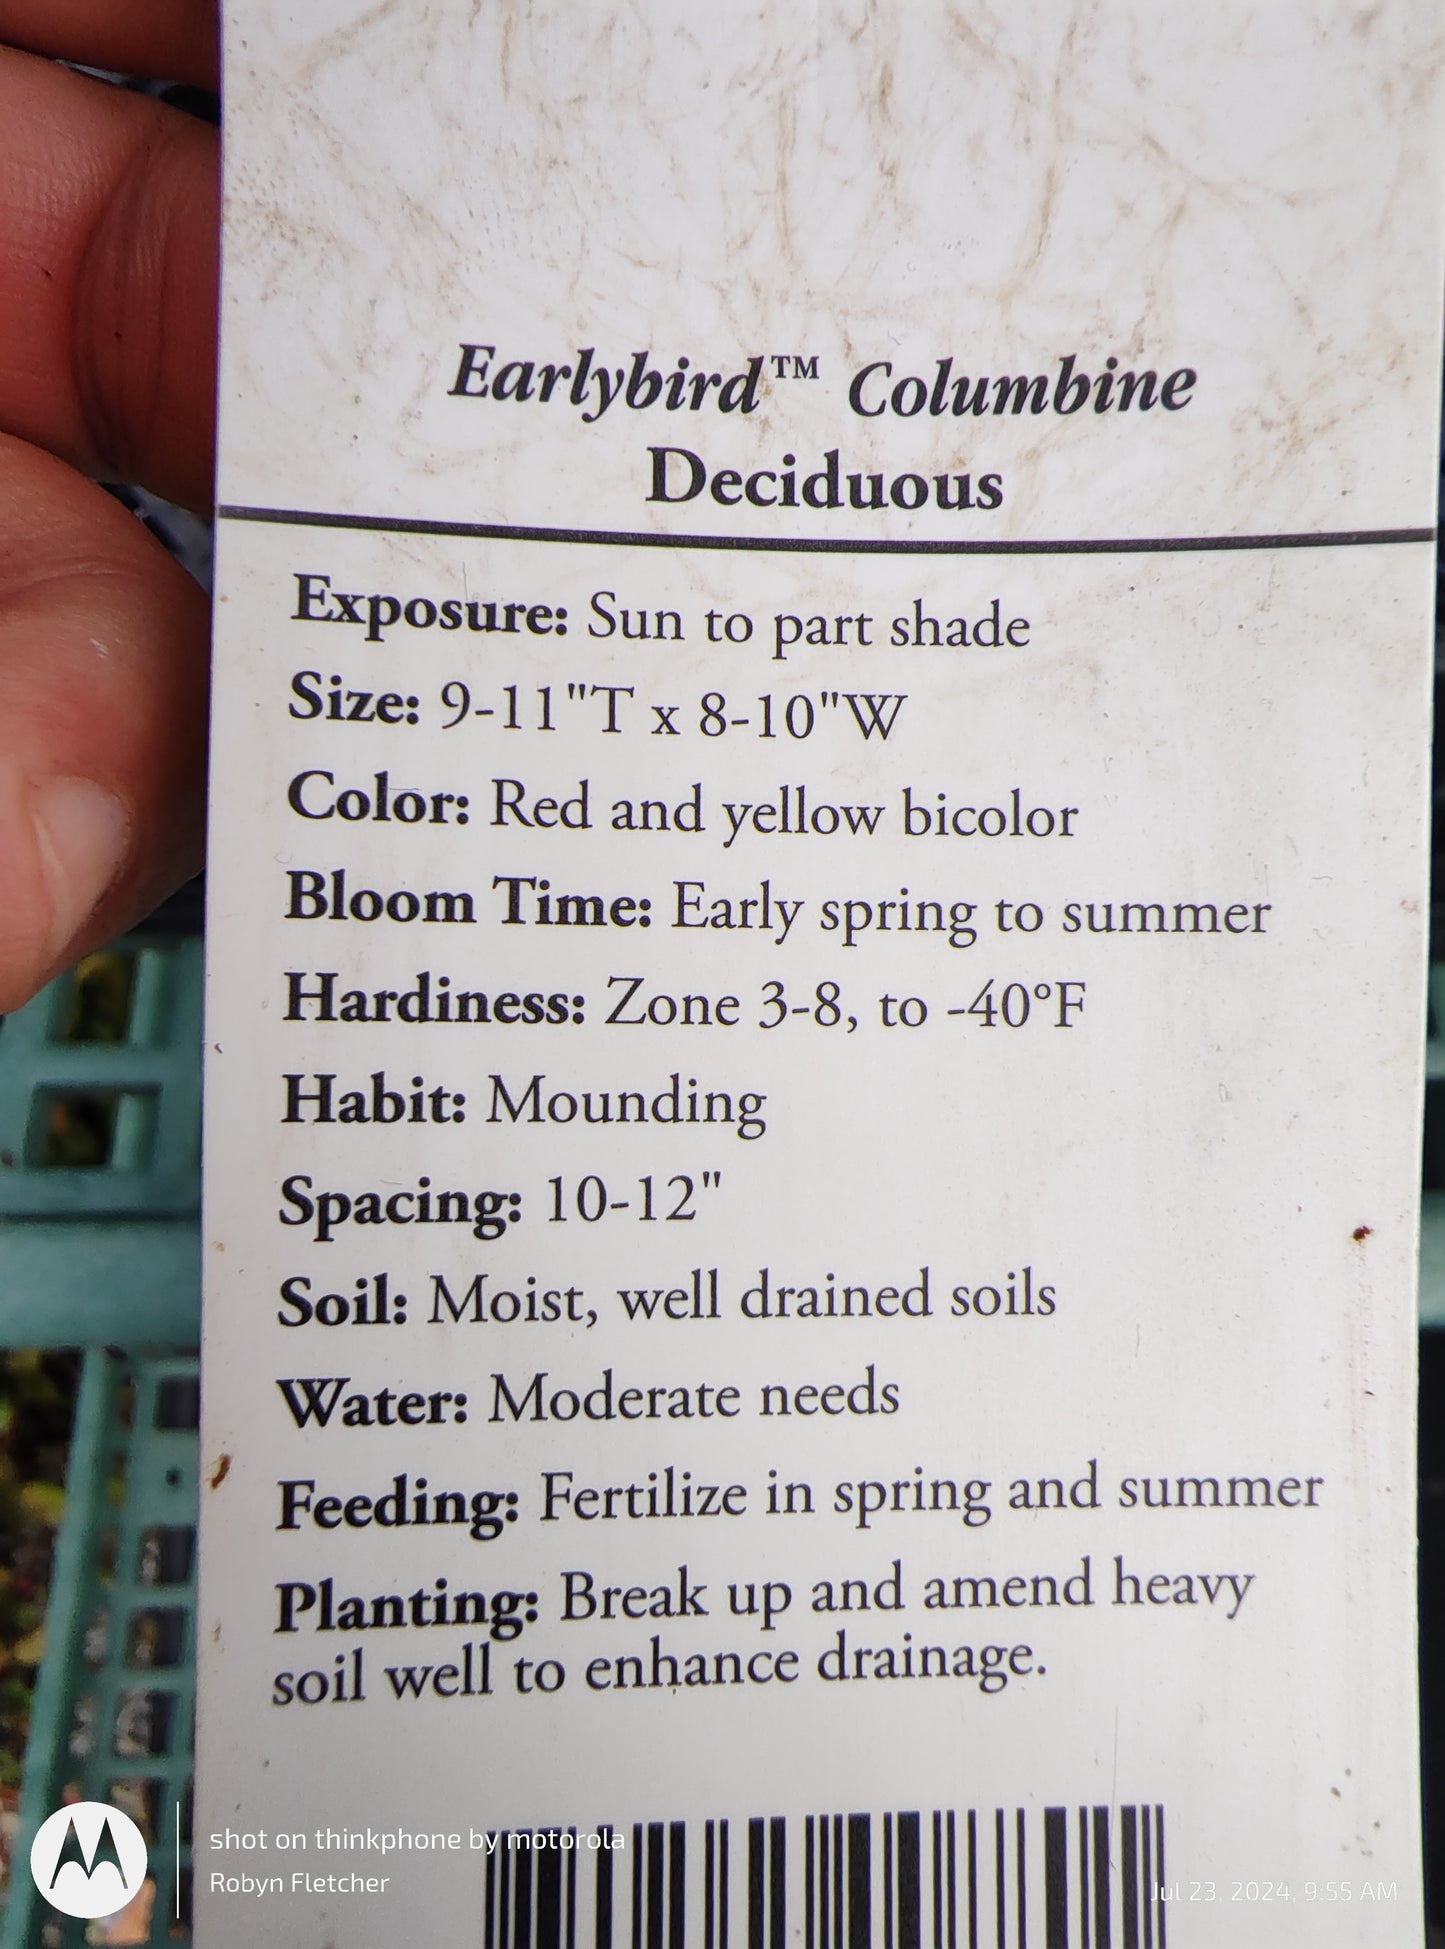 Earlybird™ Columbine
Deciduous
Exposure: Sun to part shade
Size: 9-11"T x 8-10"W
Color: Red and yellow bicolor
Bloom Time: Early spring to summer
Hardiness: Zone 3-8, to -40°F
Habit: Mounding
Spacing: 10-12"
Soil: Moist, well drained soils
Water: Moderate needs
Feeding: Fertilize in spring and summer
Planting: Break up and amend heavy
soil well to enhance drainage.
shot on thinkphone by motorola
Robyn Fletcher
Jul 23, 2024, 9:55 AM